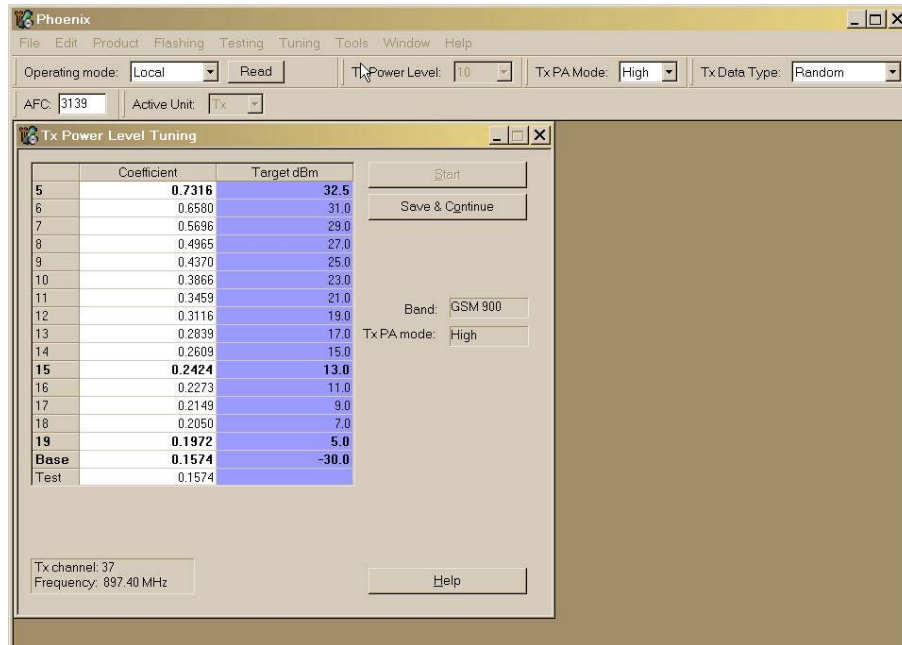 Phoenix
File Edit Product Flashing Testing Tuning Tools Window Help
Operating mode: Local Read Tx Power Level: 10 Tx PA Mode: High Tx Data Type: Random
AFC: 3139 Active Unit: Tx
Tx Power Level Tuning
Coefficient Target dBm
5 0.7316 32.5
6 0.6580 31.0
7 0.5696 29.0
8 0.4965 27.0
9 0.4370 25.0
10 0.3866 23.0
11 0.3459 21.0
12 0.3116 19.0
13 0.2839 17.0
14 0.2609 15.0
15 0.2424 13.0
16 0.2273 11.0
17 0.2149 9.0
18 0.2050 7.0
19 0.1972 5.0
Base 0.1574 -30.0
Test 0.1574
Start
Save & Continue
Band: GSM 900
Tx PA mode: High
Tx channel: 37
Frequency: 897.40 MHz
Help